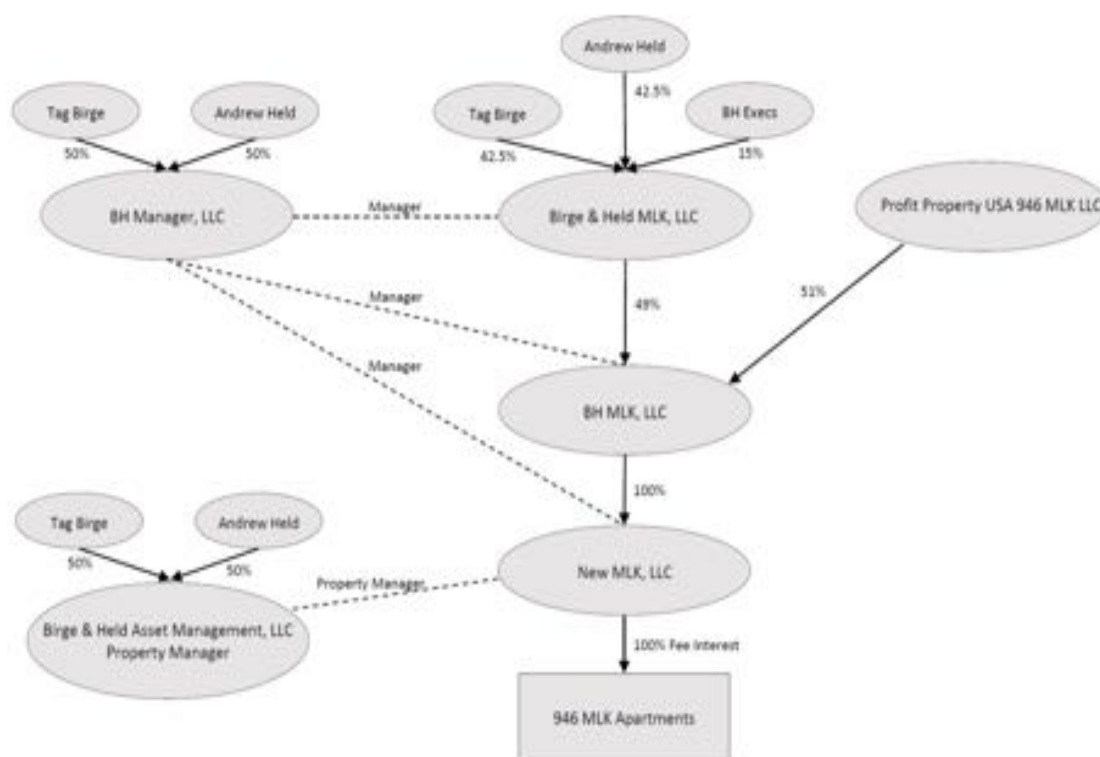 Andrew Held
42.5%
Tag Birge
Andrew Held
Tag Birge
BH Execs
50%
50%
42.5%
15%
BH Manager, LLC
Manager
Birge & Held MLK, LLC
Profit Property USA 946 MLK LLC
Manager
49%
51%
Manager
BH MLK, LLC
100%
Tag Birge
Andrew Held
50%
50%
Property Manager
New MLK, LLC
Birge & Held Asset Management, LLC
Property Manager
100% Fee Interest
946 MLK Apartments